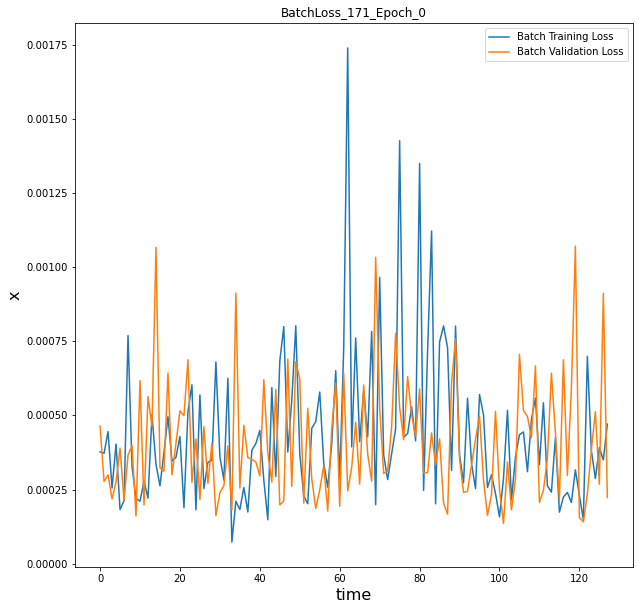 BatchLoss_171_Epoch_0
Batch Training Loss
Batch Validation Loss
0.00175
0.00150
0.00125
0.00100
0.00075
0.00050
0.00025
0.00000
x
0 20 40 60 80 100 120
time